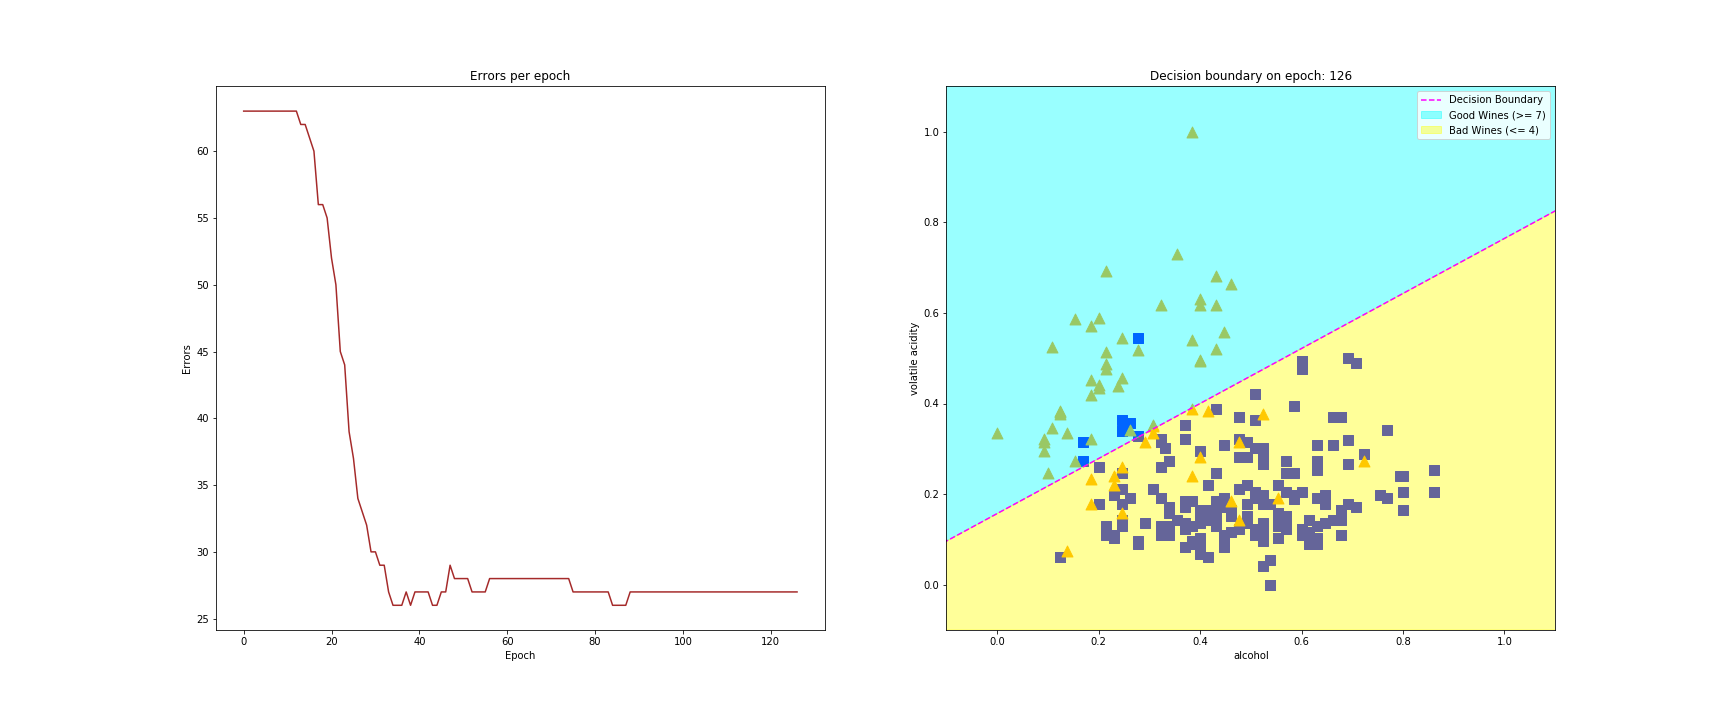 Errors per epoch
60
55
50
45
40
35
30
25
Errors
0 20 40 60 80 100 120
Epoch
Decision boundary on epoch: 126
Decision Boundary
Good Wines (>= 7)
Bad Wines (<= 4)
1.0
0.8
0.6
0.4
0.2
0.0
volatile acidity
0.0 0.2 0.4 0.6 0.8 1.0
alcohol